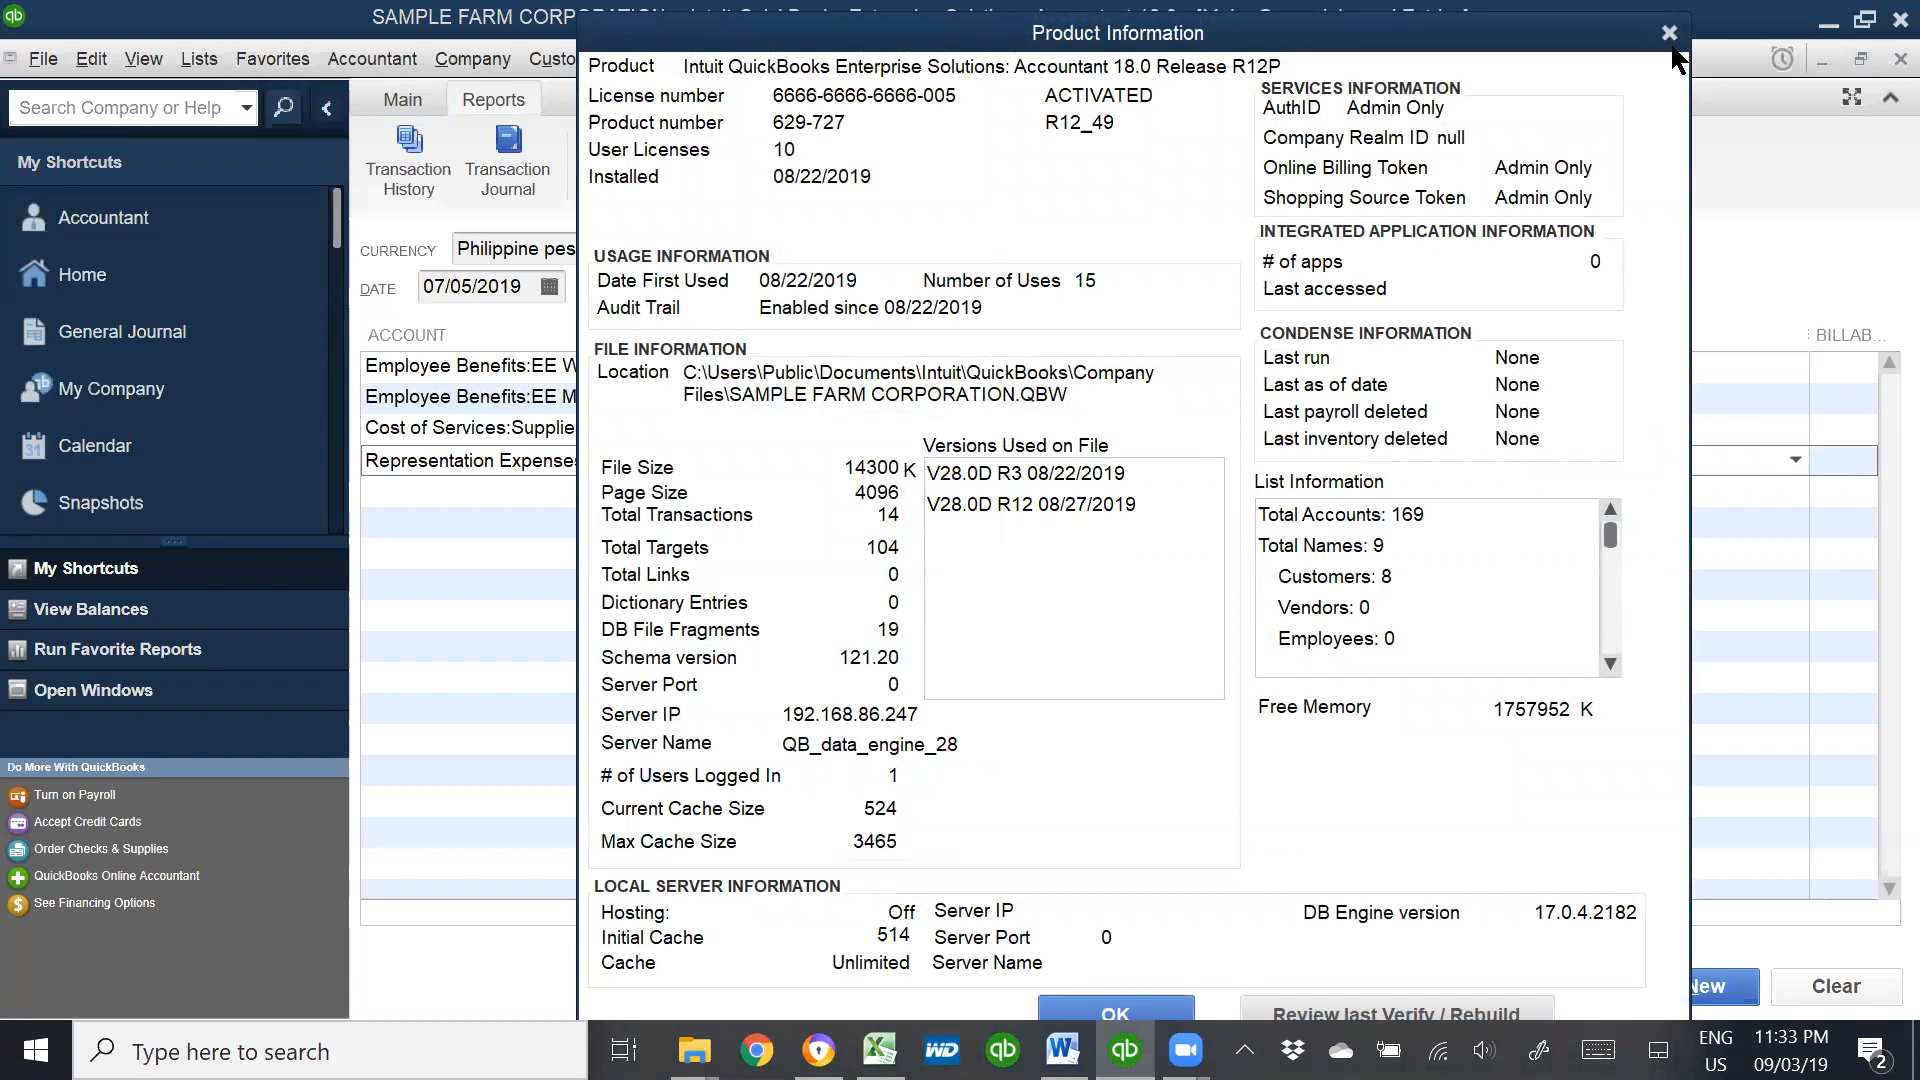 SAMPLE FARM CORPORATION
Product Information
File Edit View Lists Favorites Accountant Company Custo
Search Company or Help
My Shortcuts
Accountant
Home
General Journal
My Company
Calendar
Snapshots
My Shortcuts
View Balances
Run Favorite Reports
Open Windows
Do More With QuickBooks
Turn on Payroll
Accept Credit Cards
Order Checks & Supplies
QuickBooks Online Accountant
See Financing Options
Main Reports
Transaction History
Transaction Journal
CURRENCY Philippine pes
DATE 07/05/2019
ACCOUNT
Employee Benefits:EE W
Employee Benefits:EE M
Cost of Services:Supplie
Representation Expenses
Product Intuit QuickBooks Enterprise Solutions: Accountant 18.0 Release R12P
License number 6666-6666-6666-005 ACTIVATED
Product number 629-727 R12_49
User Licenses 10
Installed 08/22/2019
USAGE INFORMATION
Date First Used 08/22/2019 Number of Uses 15
Audit Trail Enabled since 08/22/2019
FILE INFORMATION
Location C:\Users\Public\Documents\Intuit\QuickBooks\Company
Files\SAMPLE FARM CORPORATION.QBW
Versions Used on File
V28.0D R3 08/22/2019
V28.0D R12 08/27/2019
File Size 14300 K
Page Size 4096
Total Transactions 14
Total Targets 104
Total Links 0
Dictionary Entries 0
DB File Fragments 19
Schema version 121.20
Server Port 0
Server IP 192.168.86.247
Server Name QB_data_engine_28
# of Users Logged In 1
Current Cache Size 524
Max Cache Size 3465
SERVICES INFORMATION
AuthID Admin Only
Company Realm ID null
Online Billing Token Admin Only
Shopping Source Token Admin Only
INTEGRATED APPLICATION INFORMATION
# of apps 0
Last accessed
CONDENSE INFORMATION
Last run None
Last as of date None
Last payroll deleted None
Last inventory deleted None
List Information
Total Accounts: 169
Total Names: 9
Customers: 8
Vendors: 0
Employees: 0
Free Memory 1757952 K
LOCAL SERVER INFORMATION
Hosting: Off Server IP DB Engine version 17.0.4.2182
Initial Cache 514 Server Port 0
Cache Unlimited Server Name
OK Review last Verify / Rebuild
BILLAB...
New Clear
Type here to search
ENG US
11:33 PM
09/03/19
2